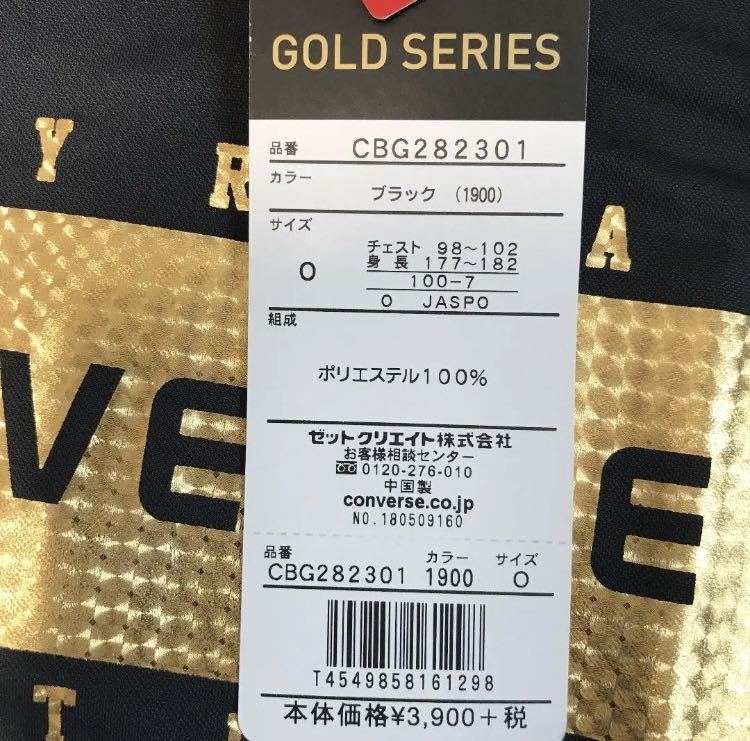 GOLD SERIES
Y
R
A
VE
E
T
品番 CBG282301
カラー
ブラック (1900)
サイズ
O
チェスト 98～102
身長 177～182
100-7
O JASPO
組成
ポリエステル100%
ゼットクリエイト株式会社
お客様相談センター
0120-276-010
中国製
converse.co.jp
NO.180509160
品番 カラー サイズ
CBG282301 1900 O
T4549858161298
本体価格¥3,900+税